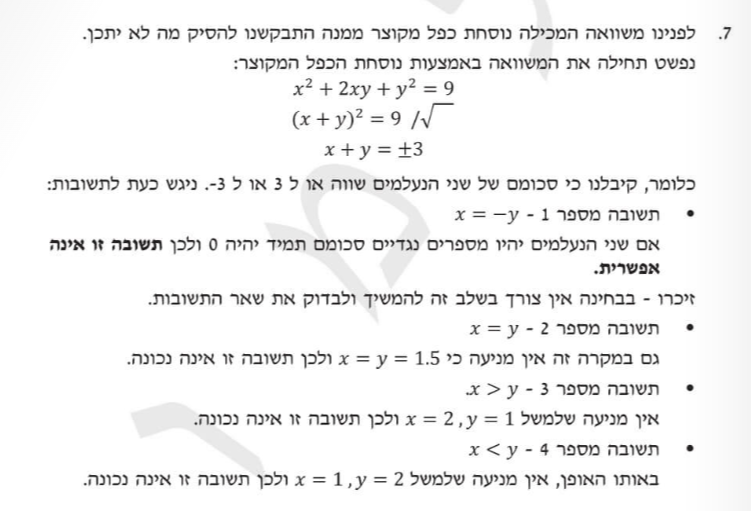 7. לפנינו משוואה המכילה נוסחת כפל מקוצר ממנה התבקשנו להסיק מה לא יתכן.
נפשט תחילה את המשוואה באמצעות נוסחת הכפל המקוצר:
x² + 2xy + y² = 9
(x + y)² = 9 /√
x + y = ±3
כלומר, קיבלנו כי סכומם של שני הנעלמים שווה או ל 3 או ל 3-. ניגש כעת לתשובות:
• תשובה מספר 1 - x = −y
אם שני הנעלמים יהיו מספרים נגדיים סכומם תמיד יהיה 0 ולכן תשובה זו אינה
אפשרית.
זיכרו - בבחינה אין צורך בשלב זה להמשיך ולבדוק את שאר התשובות.
• תשובה מספר 2 - x = y
גם במקרה זה אין מניעה כי x = y = 1.5 ולכן תשובה זו אינה נכונה.
• תשובה מספר 3 - x > y.
אין מניעה שלמשל x = 2, y = 1 ולכן תשובה זו אינה נכונה.
• תשובה מספר 4 - x < y
באותו האופן, אין מניעה שלמשל x = 1, y = 2 ולכן תשובה זו אינה נכונה.